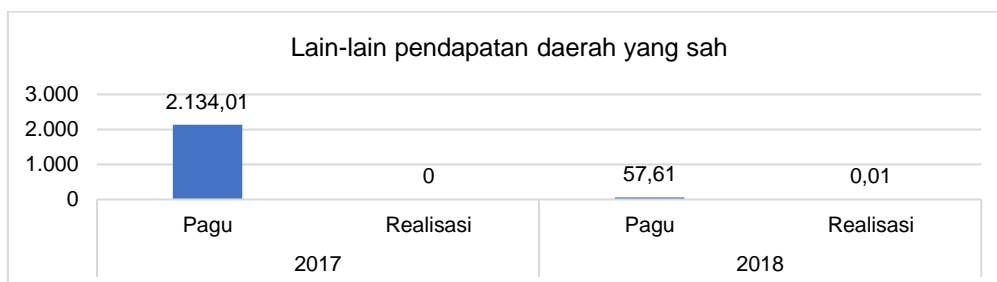 Lain-lain pendapatan daerah yang sah
3.000
2.000
1.000
0
2.134,01
0
57,61
0,01
Pagu
Realisasi
Pagu
Realisasi
2017
2018